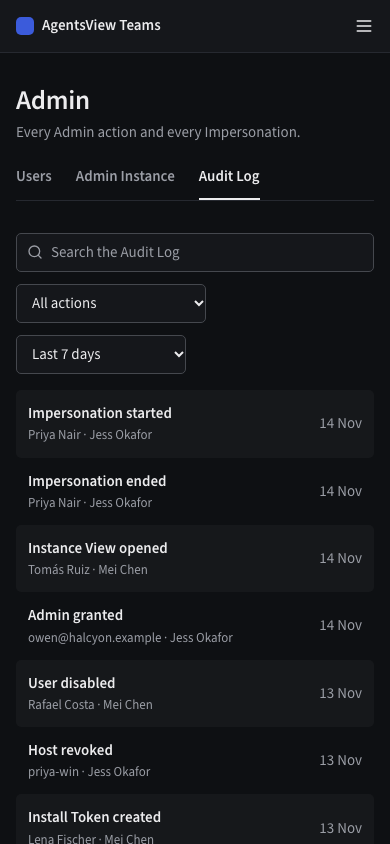 AgentsView Teams
Admin
Every Admin action and every Impersonation.
Users Admin Instance Audit Log
Search the Audit Log
All actions
Last 7 days
Impersonation started
Priya Nair · Jess Okafor
14 Nov
Impersonation ended
Priya Nair · Jess Okafor
14 Nov
Instance View opened
Tomás Ruiz · Mei Chen
14 Nov
Admin granted
owen@halcyon.example · Jess Okafor
14 Nov
User disabled
Rafael Costa · Mei Chen
13 Nov
Host revoked
priya-win · Jess Okafor
13 Nov
Install Token created
Lena Fischer · Mei Chen
13 Nov